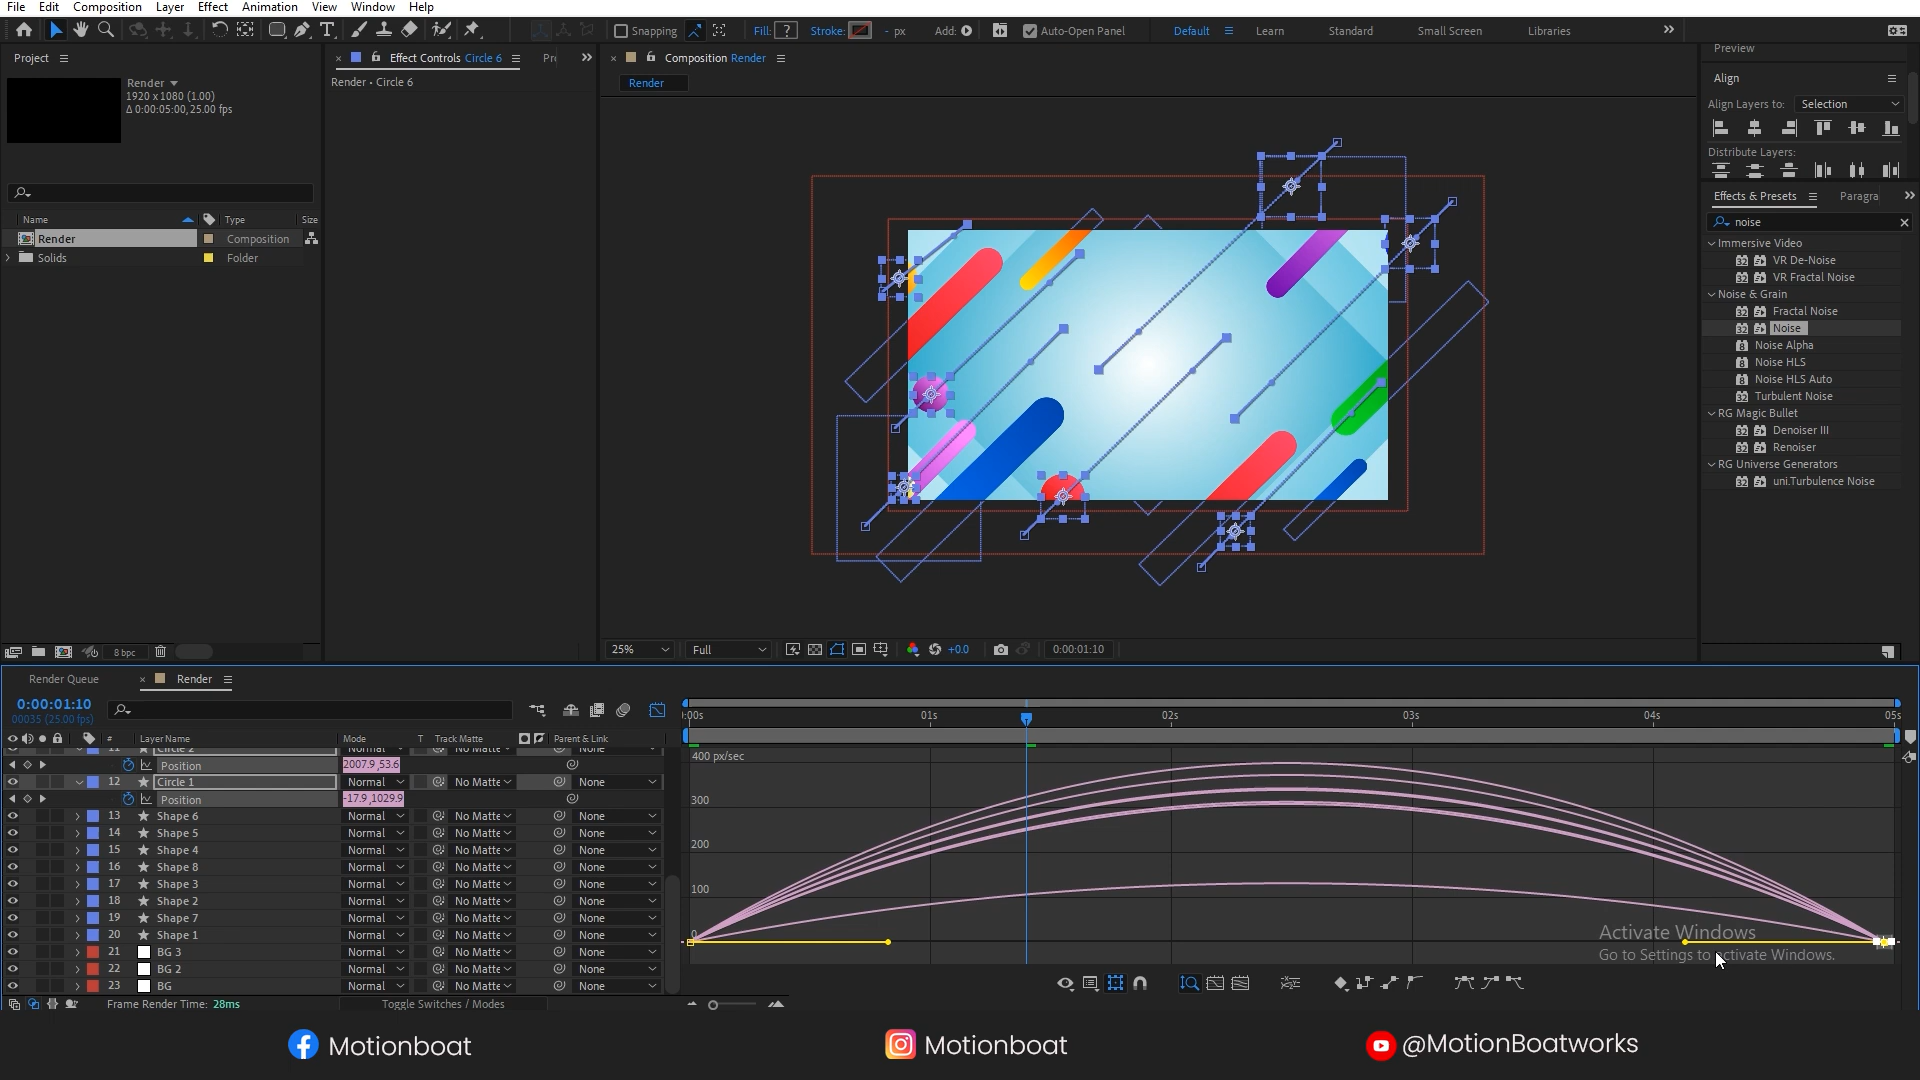 File Edit Composition Layer Effect Animation View Window Help
Snapping Fill: ? Stroke: - px Add: Auto-Open Panel Default Learn Standard Small Screen Libraries
Project
Effect Controls Circle 6
Composition Render
Preview
Render
1920 x 1080 (1.00)
Δ 0:00:05:00, 25.00 fps
Render • Circle 6
Render
Align
Align Layers to: Selection
Distribute Layers:
Effects & Presets Paragra
noise
Name Type Size
Render Composition
Solids Folder
Immersive Video
VR De-Noise
VR Fractal Noise
Noise & Grain
Fractal Noise
Noise
Noise Alpha
Noise HLS
Noise HLS Auto
Turbulent Noise
RG Magic Bullet
Denoiser III
Renoiser
RG Universe Generators
uni.Turbulence Noise
8 bpc
25% Full +0.0 0:00:01:10
Render Queue Render
0:00:01:10
00035 (25.00 fps)
# Layer Name Mode T Track Matte Parent & Link
:00s 01s 02s 03s 04s 05s
Position 2007.9,53.6
12 Circle 1 Normal No Matte None
Position -17.9,1029.9
13 Shape 6 Normal No Matte None
14 Shape 5 Normal No Matte None
15 Shape 4 Normal No Matte None
16 Shape 8 Normal No Matte None
17 Shape 3 Normal No Matte None
18 Shape 2 Normal No Matte None
19 Shape 7 Normal No Matte None
20 Shape 1 Normal No Matte None
21 BG 3 Normal No Matte None
22 BG 2 Normal No Matte None
23 BG Normal No Matte None
400 px/sec
300
200
100
0
Activate Windows
Go to Settings to activate Windows.
Frame Render Time: 28ms Toggle Switches / Modes
Motionboat
Motionboat
@MotionBoatworks